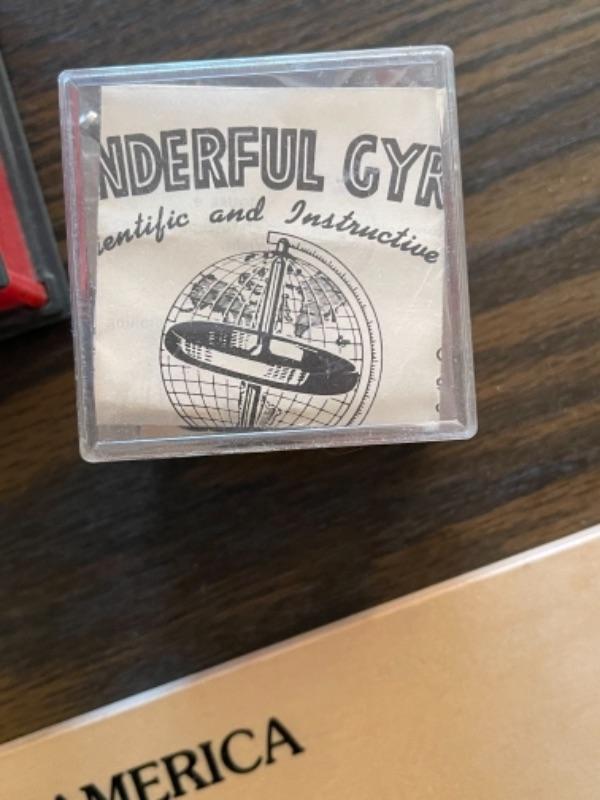 NDERFUL GYR
entific and Instructive
AMERICA